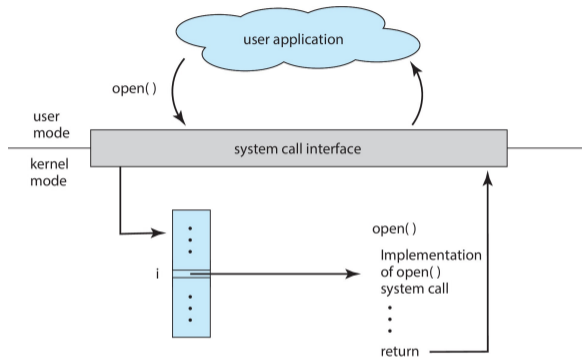 user application
open( )
user
mode
system call interface
kernel
mode
open( )
i
Implementation
of open( )
system call
return